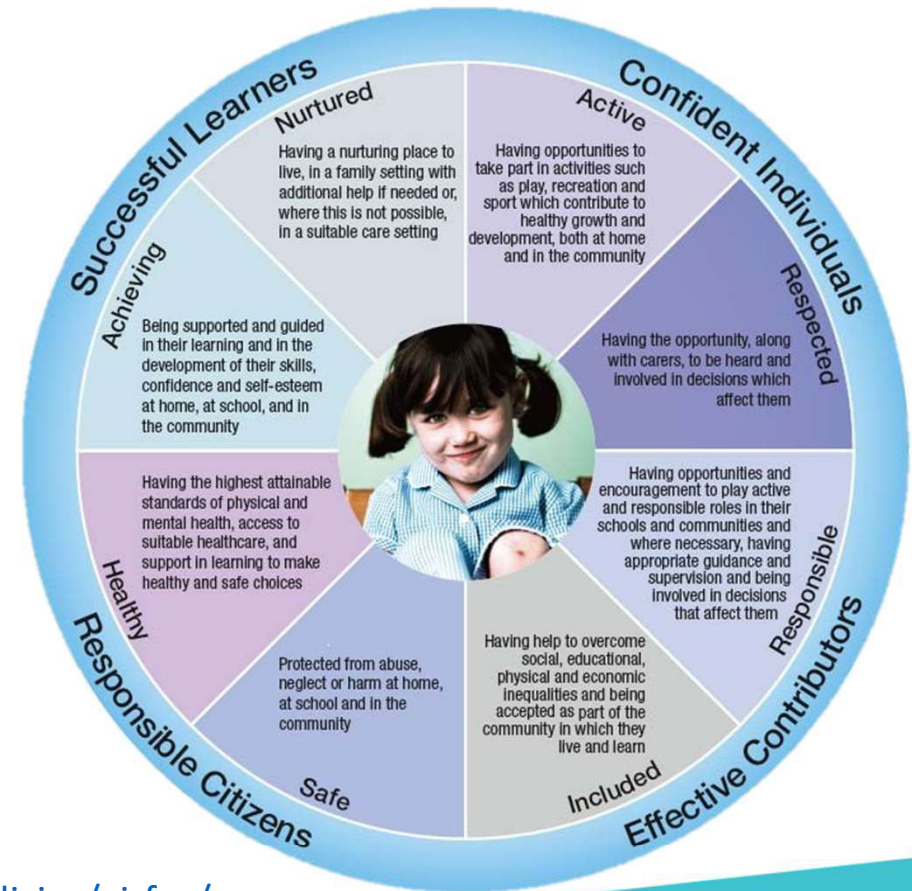 Successful Learners
Confident Individuals
Nurtured
Having a nurturing place to
live, in a family setting with
additional help if needed or,
where this is not possible,
in a suitable care setting
Active
Having opportunities to
take part in activities such
as play, recreation and
sport which contribute to
healthy growth and
development, both at home
and in the community
Achieving
Being supported and guided
in their learning and in the
development of their skills,
confidence and self-esteem
at home, at school, and in
the community
Respected
Having the opportunity, along
with carers, to be heard and
involved in decisions which
affect them
Healthy
Having the highest attainable
standards of physical and
mental health, access to
suitable healthcare, and
support in learning to make
healthy and safe choices
Responsible
Having opportunities and
encouragement to play active
and responsible roles in their
schools and communities and
where necessary, having
appropriate guidance and
supervision and being
involved in decisions
that affect them
Safe
Protected from abuse,
neglect or harm at home,
at school and in the
community
Included
Having help to overcome
social, educational,
physical and economic
inequalities and being
accepted as part of the
community in which they
live and learn
Responsible Citizens
Effective Contributors